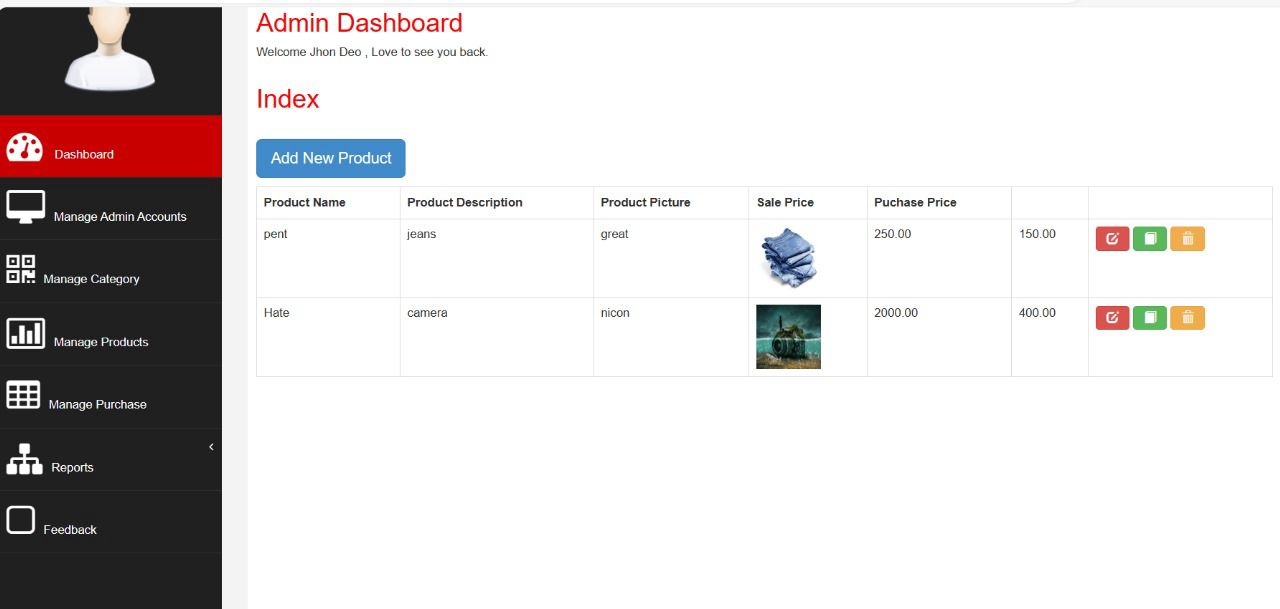 Admin Dashboard
Welcome Jhon Deo , Love to see you back.
Index
Add New Product
Product Name Product Description Product Picture Sale Price Puchase Price
pent jeans great 250.00 150.00
Hate camera nicon 2000.00 400.00
Dashboard
Manage Admin Accounts
Manage Category
Manage Products
Manage Purchase
Reports
Feedback